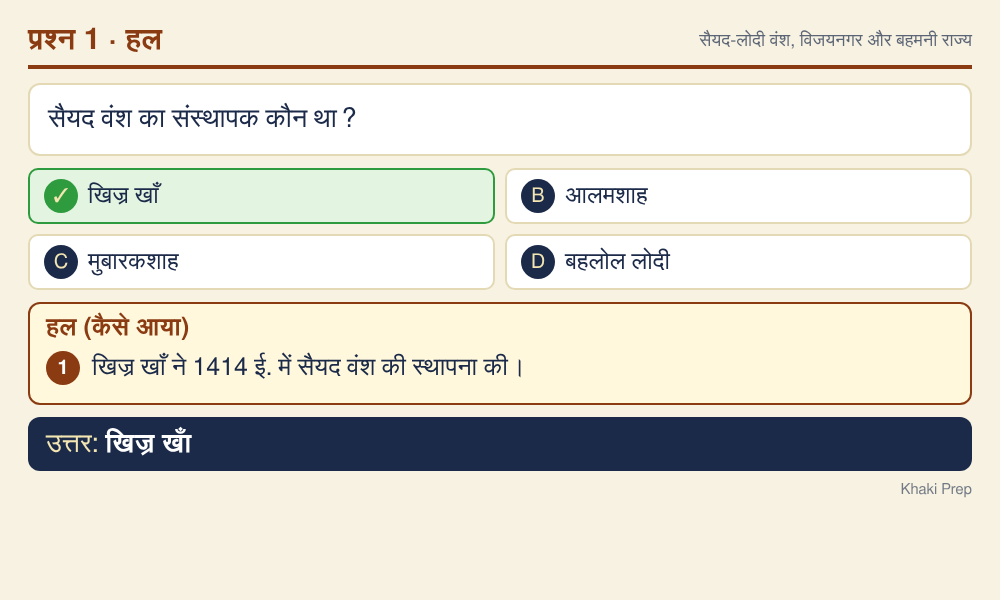 प्रश्न 1 · हल
सैयद-लोदी वंश, विजयनगर और बहमनी राज्य
सैयद वंश का संस्थापक कौन था ?
✓ खिज्र खाँ
B आलमशाह
C मुबारकशाह
D बहलोल लोदी
हल (कैसे आया)
1 खिज्र खाँ ने 1414 ई. में सैयद वंश की स्थापना की।
उत्तर: खिज्र खाँ
Khaki Prep